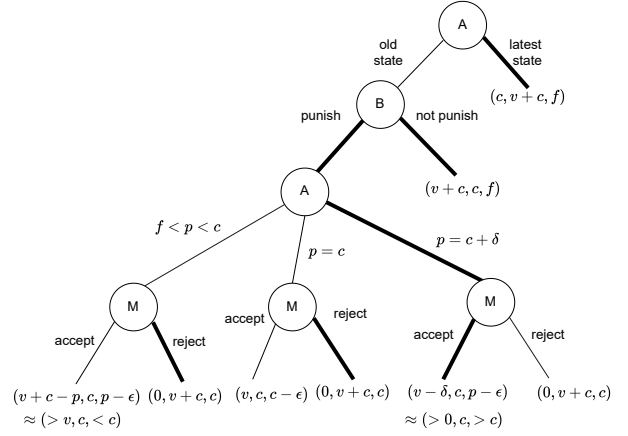 A
old
state
latest
state
(c, v + c, f)
B
punish
not punish
(v + c, c, f)
A
f < p < c
p = c
p = c + δ
M
M
M
accept
reject
accept
reject
accept
reject
(v + c − p, c, p − ϵ)
(0, v + c, c)
(v, c, c − ϵ)
(0, v + c, c)
(v − δ, c, p − ϵ)
(0, v + c, c)
≈ (> v, c, < c)
≈ (> 0, c, > c)